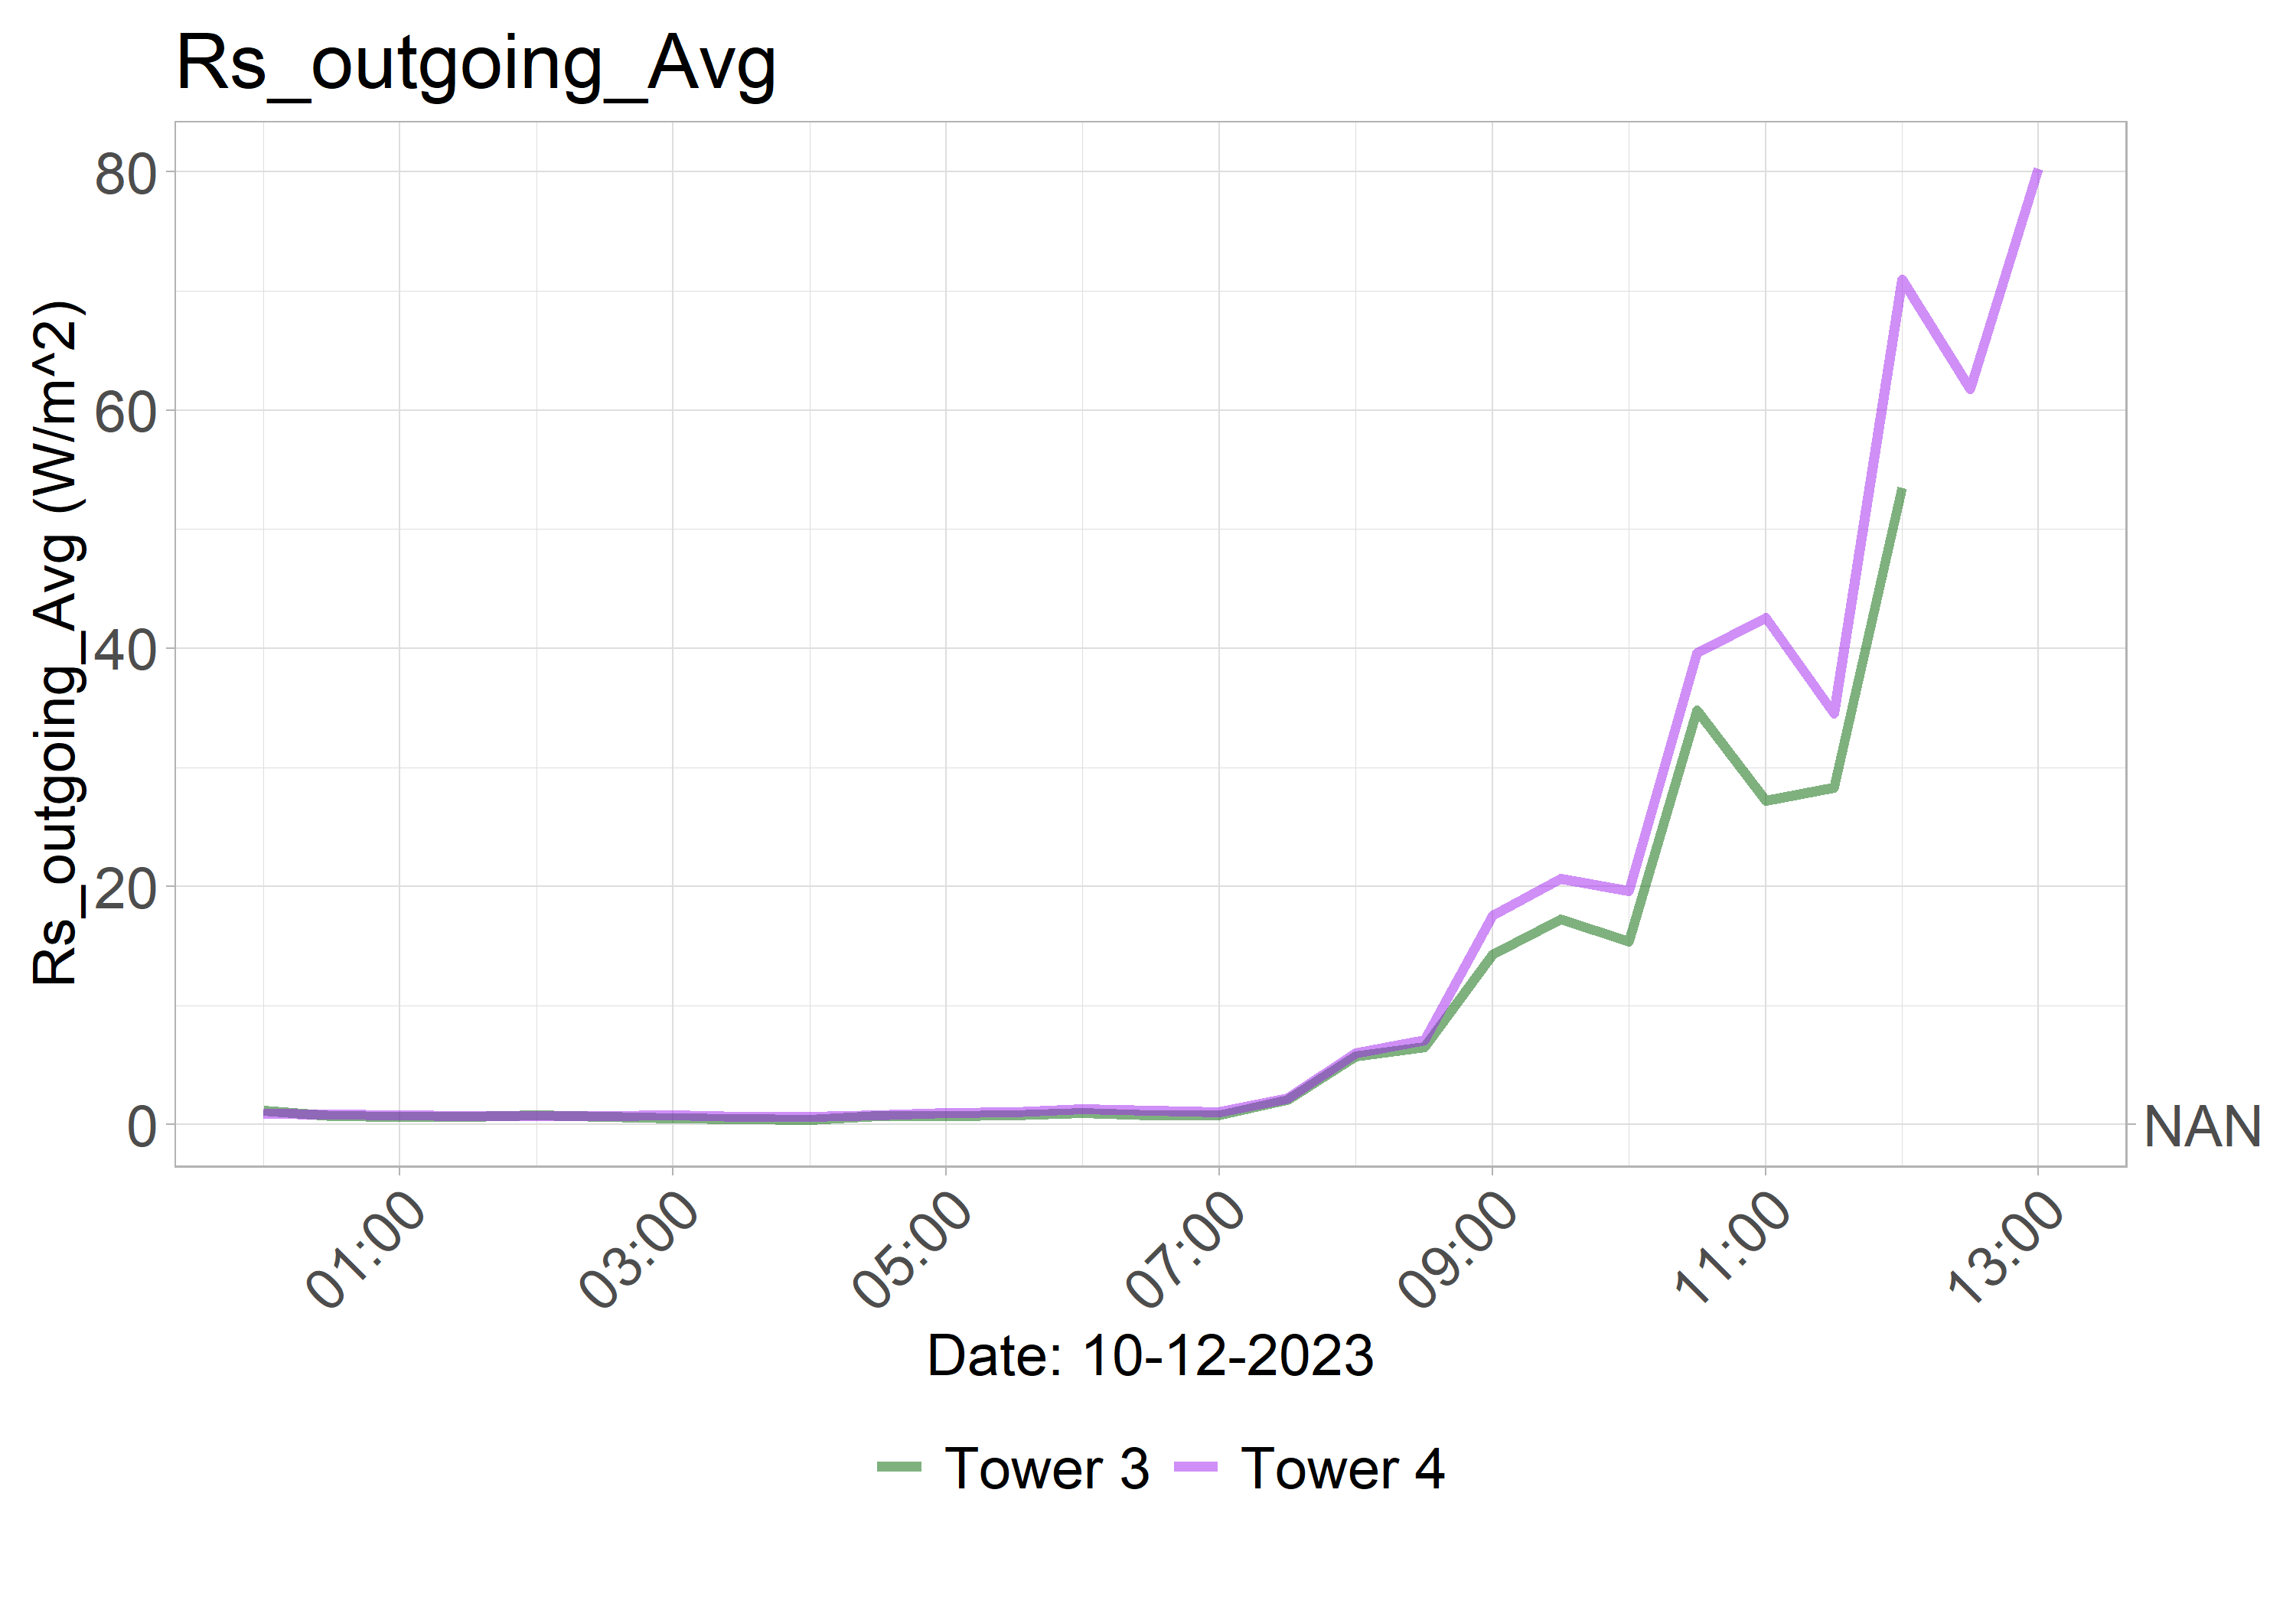 Rs_outgoing_Avg
Rs_outgoing_Avg (W/m^2)
80
60
40
20
0
NAN
01:00
03:00
05:00
07:00
09:00
11:00
13:00
Date: 10-12-2023
Tower 3
Tower 4